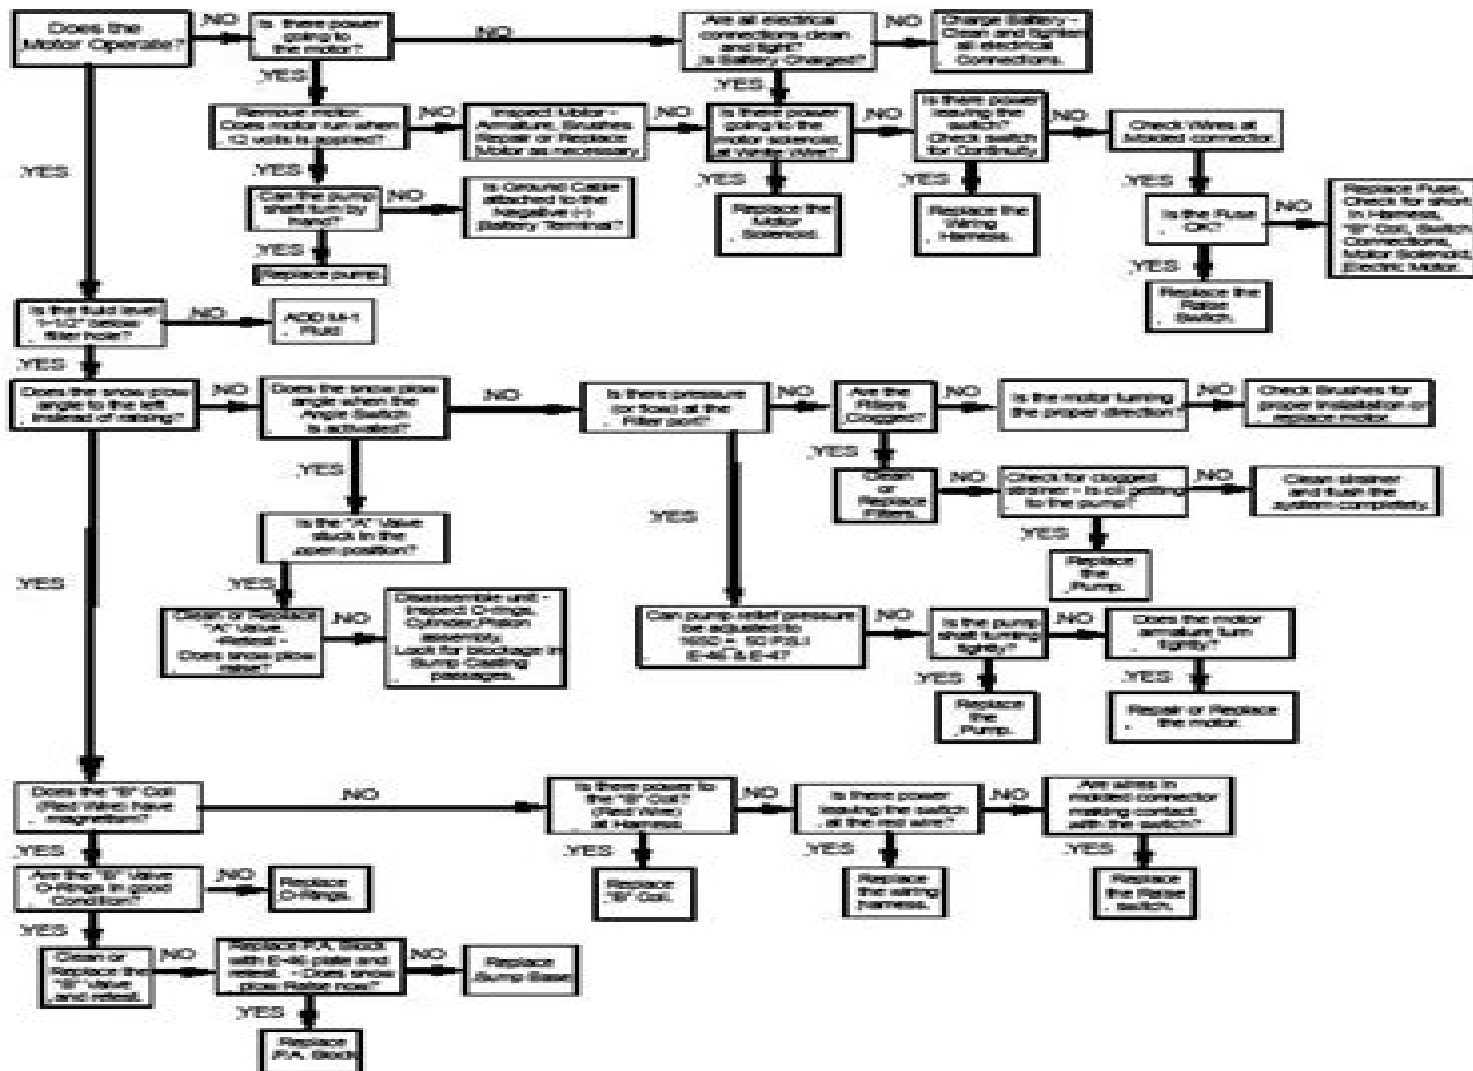 Does the
Motor Operate?
NO
Is there power
going to
the motor?
NO
Are all electrical
connections clean
and tight?
Is Battery Charged?
NO
Charge Battery -
Clean and tighten
all electrical
Connections.
YES
YES
Remove motor.
Does motor run when
12 volts is applied?
NO
Inspect Motor -
Armature, Brushes
Repair or Replace
Motor as necessary
NO
Is there power
going to the
motor solenoid,
at White Wire?
NO
Is there power
leaving the
switch?
Check switch
for Continuity
NO
Check Wires at
Molded connector.
YES
YES
YES
YES
YES
Can the pump
shaft turn by
hand?
NO
Is Ground Cable
attached to the
Negative (-)
Battery Terminal?
Replace the
Motor
Solenoid.
Replace the
Wiring
Harness.
Is the Fuse
OK?
NO
Replace Fuse.
Check for short
in Harness,
"B" Coil, Switch
Connections,
Motor Solenoid,
Electric Motor.
YES
Replace pump.
YES
Replace the
Raise
Switch.
Is the fluid level
1-1/2" below
filler hole?
NO
ADD M-1
Fluid
YES
Does the snow plow
angle to the left
instead of raising?
NO
Does the snow plow
angle when the
Angle Switch
is activated?
NO
Is there pressure
(or flow) at the
Filter port?
NO
Are the
Filters
Clogged?
NO
Is the motor turning
the proper direction?
NO
Check Brushes for
proper installation or
replace motor.
YES
YES
Clean
or
Replace
Filters.
NO
Check for clogged
strainer - Is oil getting
to the pump?
NO
Clean strainer
and flush the
system completely.
YES
YES
Is the "A" Valve
stuck in the
open position?
Replace
the
Pump.
YES
YES
Clean or Replace
"A" Valve.
-Retest -
Does snow plow
raise?
NO
Disassemble unit -
Inspect O-Rings,
Cylinder, Piston
assembly.
Look for blockage in
Sump Casting
passages.
Can pump relief pressure
be adjusted to
50 P.S.I
E-46 & E-47
NO
Is the pump
shaft turning
tightly?
NO
Does the motor
armature turn
tightly?
YES
YES
Replace
the
Pump.
Repair or Replace
the motor.
Does the "B" Coil
(Red Wire) have
magnetism?
NO
Is there power to
the "B" Coil?
(Red Wire)
at Harness
NO
Is there power
leaving the switch
at the red wire?
NO
Are wires in
molded connector
making contact
with the switch?
YES
YES
YES
YES
Are the "B" Valve
O-Rings in good
Condition?
NO
Replace
O-Rings.
Replace
"B" Coil.
Replace
the wiring
harness.
Replace
the Raise
switch.
YES
Clean or
Replace the
"B" Valve
and retest.
NO
Replace P.A. Block
with E-46 plate and
retest. - Does snow
plow Raise now?
NO
Replace
Sump Base
YES
Replace
P.A. Block